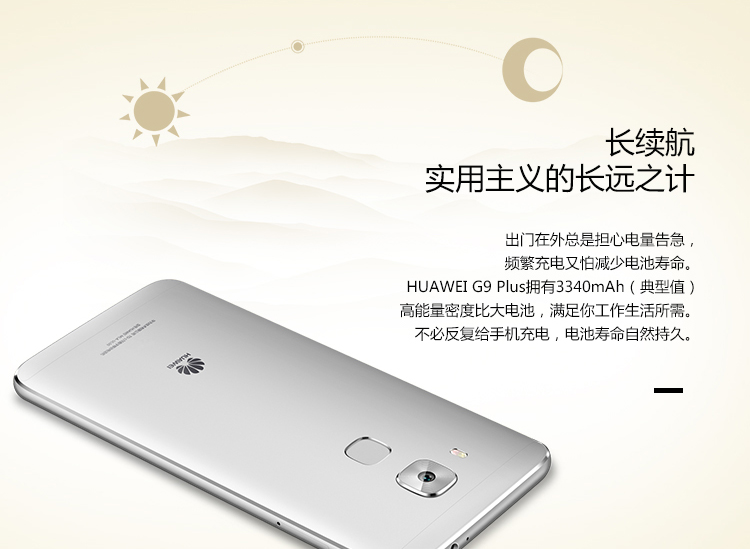 长续航
实用主义的长远之计
出门在外总是担心电量告急，
频繁充电又怕减少电池寿命。
HUAWEI G9 Plus拥有3340mAh（典型值）
高能量密度比大电池，满足你工作生活所需。
不必反复给手机充电，电池寿命自然持久。
HUAWEI